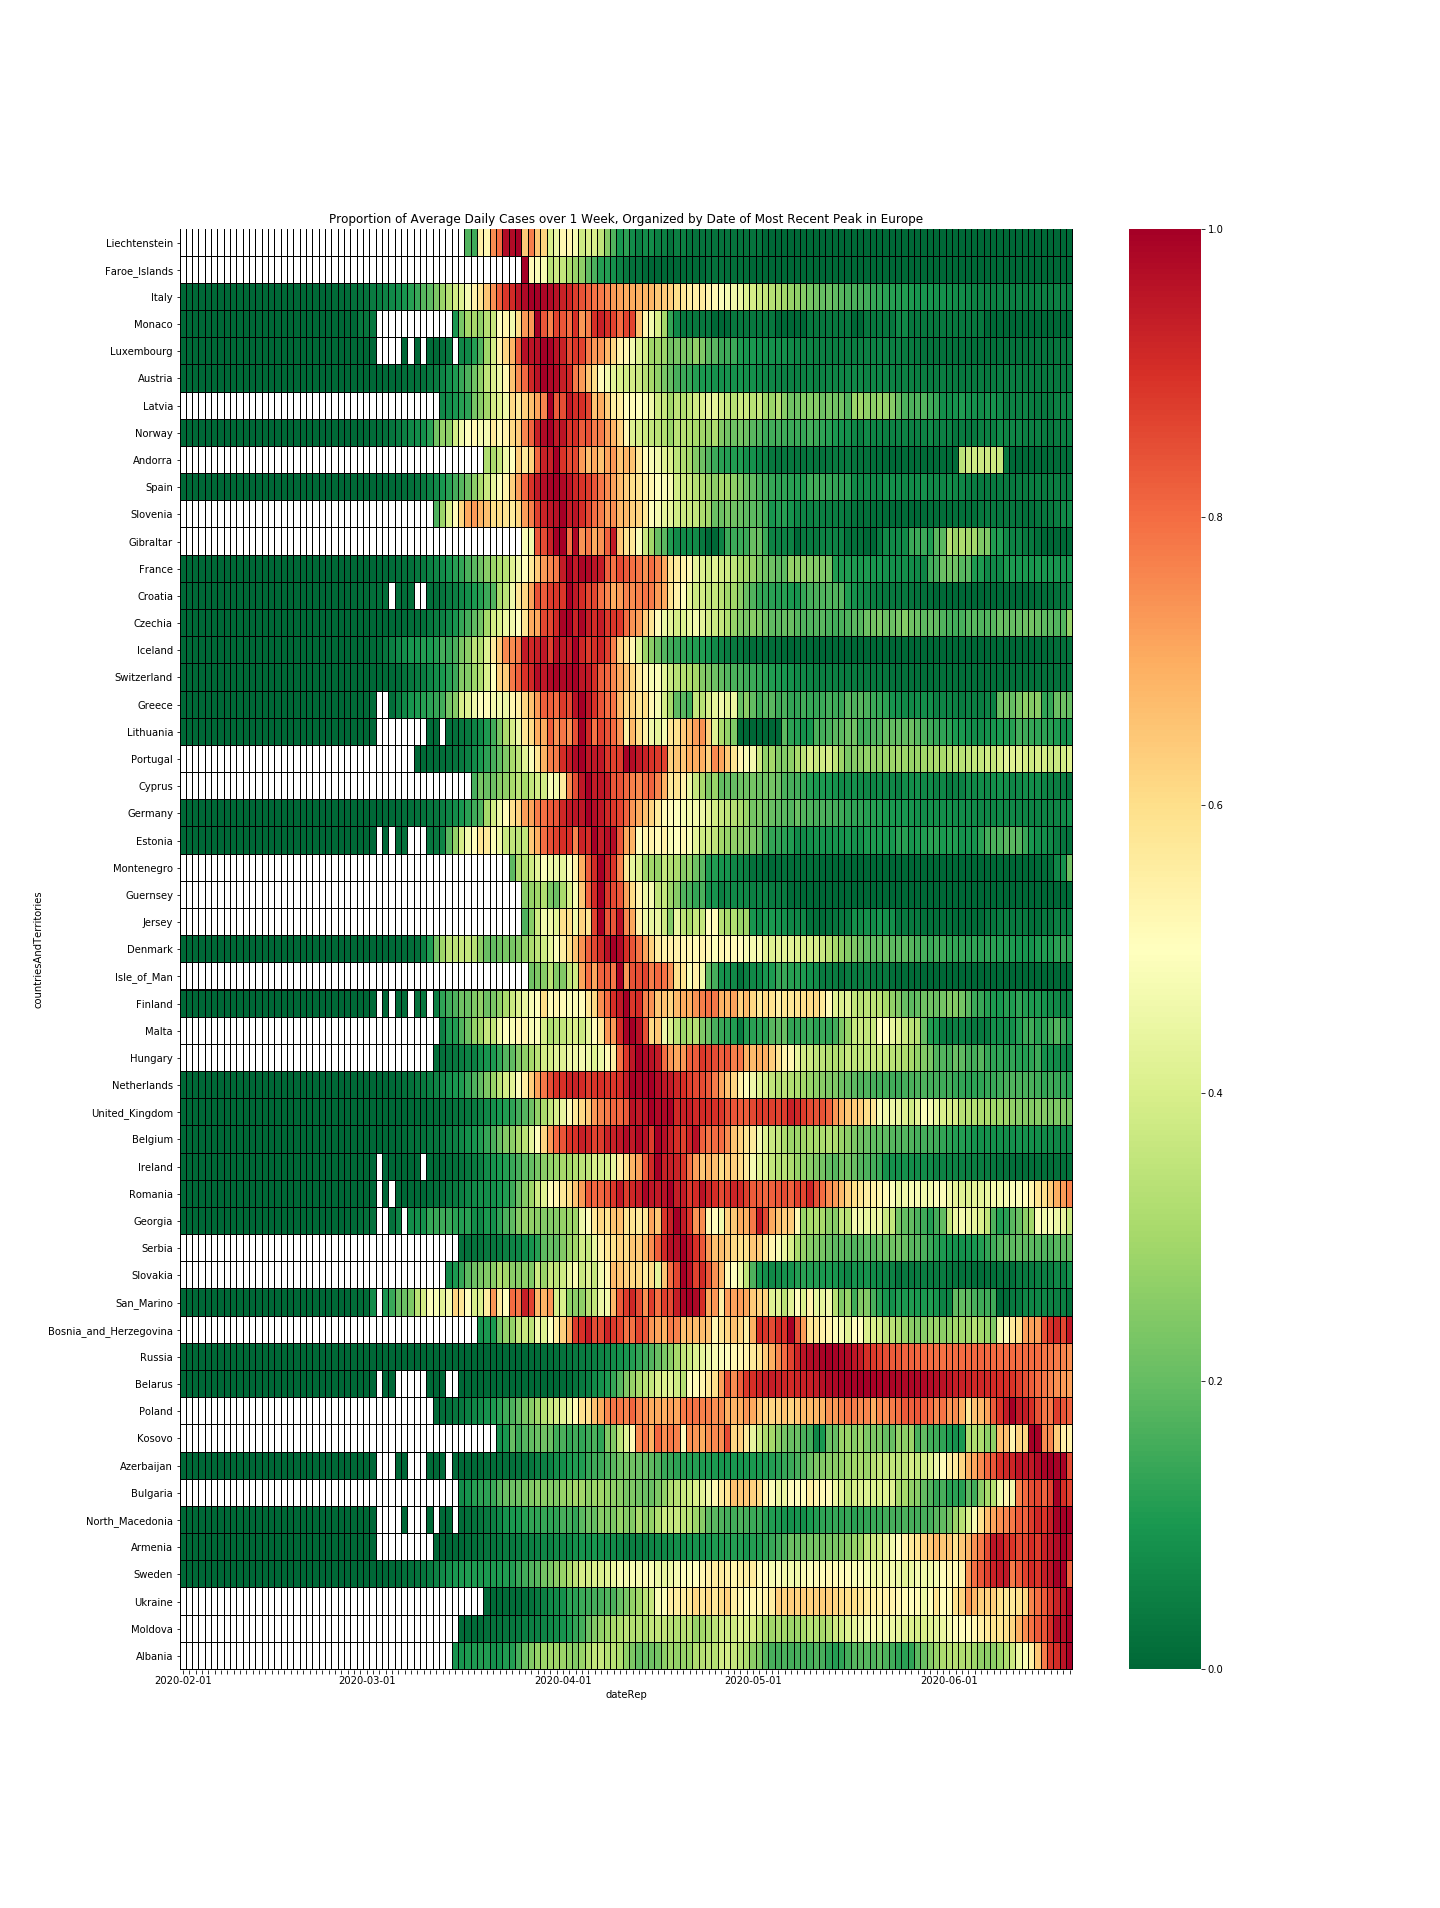 Proportion of Average Daily Cases over 1 Week, Organized by Date of Most Recent Peak in Europe
countriesAndTerritories
Liechtenstein
Faroe_Islands
Italy
Monaco
Luxembourg
Austria
Latvia
Norway
Andorra
Spain
Slovenia
Gibraltar
France
Croatia
Czechia
Iceland
Switzerland
Greece
Lithuania
Portugal
Cyprus
Germany
Estonia
Montenegro
Guernsey
Jersey
Denmark
Isle_of_Man
Finland
Malta
Hungary
Netherlands
United_Kingdom
Belgium
Ireland
Romania
Georgia
Serbia
Slovakia
San_Marino
Bosnia_and_Herzegovina
Russia
Belarus
Poland
Kosovo
Azerbaijan
Bulgaria
North_Macedonia
Armenia
Sweden
Ukraine
Moldova
Albania
2020-02-01 2020-03-01 2020-04-01 2020-05-01 2020-06-01
dateRep
1.0
0.8
0.6
0.4
0.2
0.0